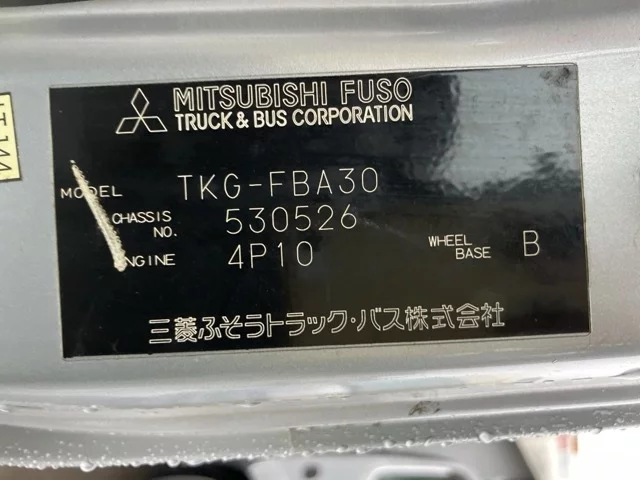 MITSUBISHI FUSO
TRUCK & BUS CORPORATION
MODEL TKG-FBA30
CHASSIS NO. 530526
ENGINE 4P10 WHEEL BASE B
三菱ふそうトラック・バス株式会社